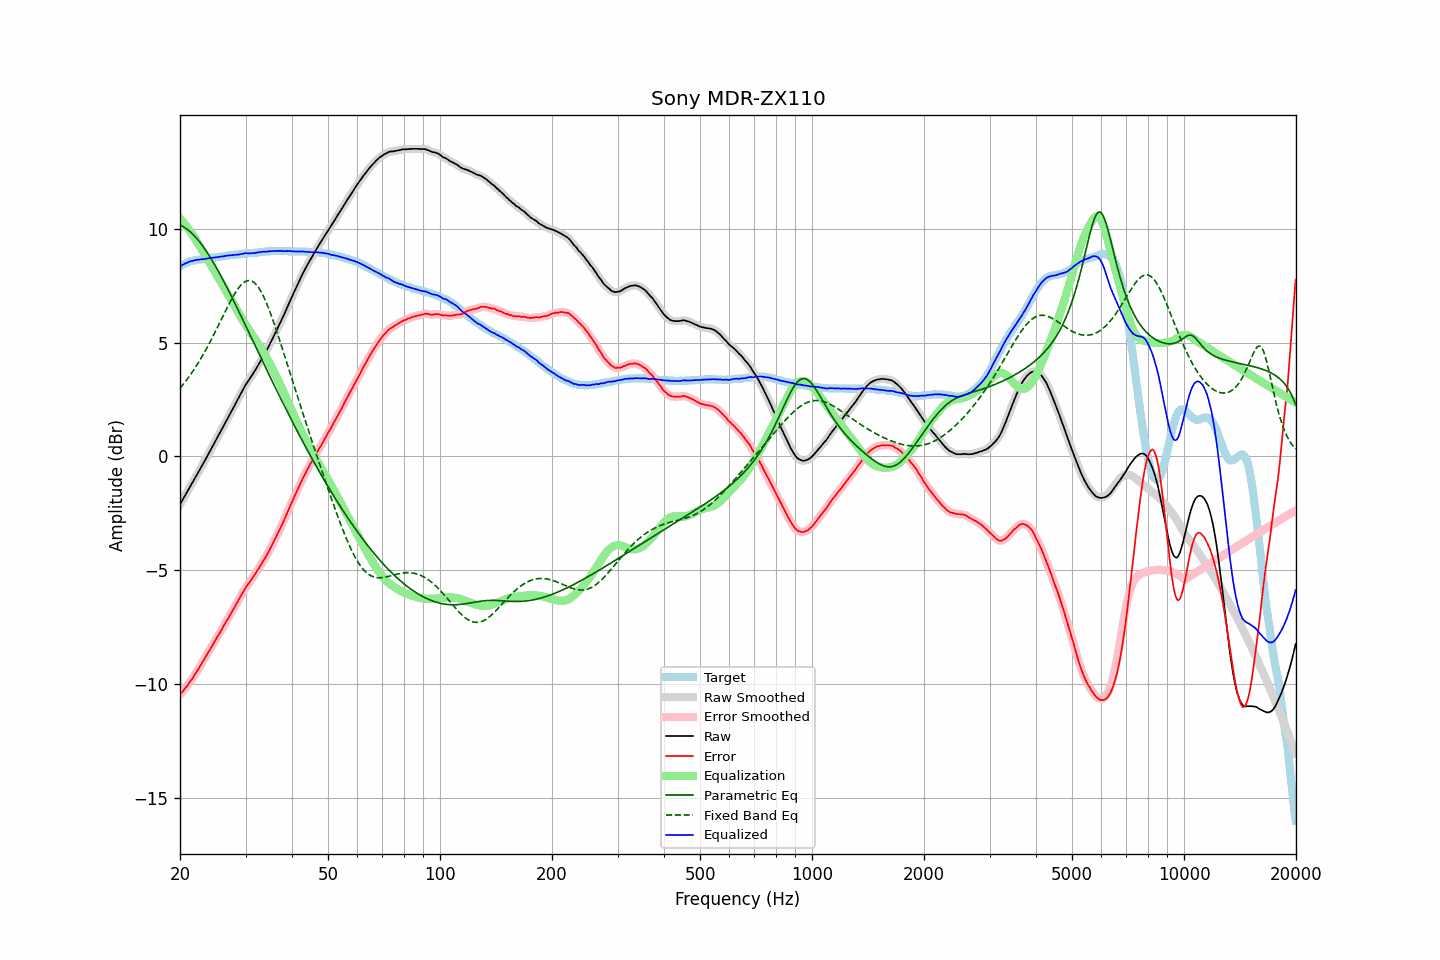 Sony MDR-ZX110
Amplitude (dBr)
10
5
0
−5
−10
−15
20
50
100
200
500
1000
2000
5000
10000
20000
Frequency (Hz)
Target
Raw Smoothed
Error Smoothed
Raw
Error
Equalization
Parametric Eq
Fixed Band Eq
Equalized